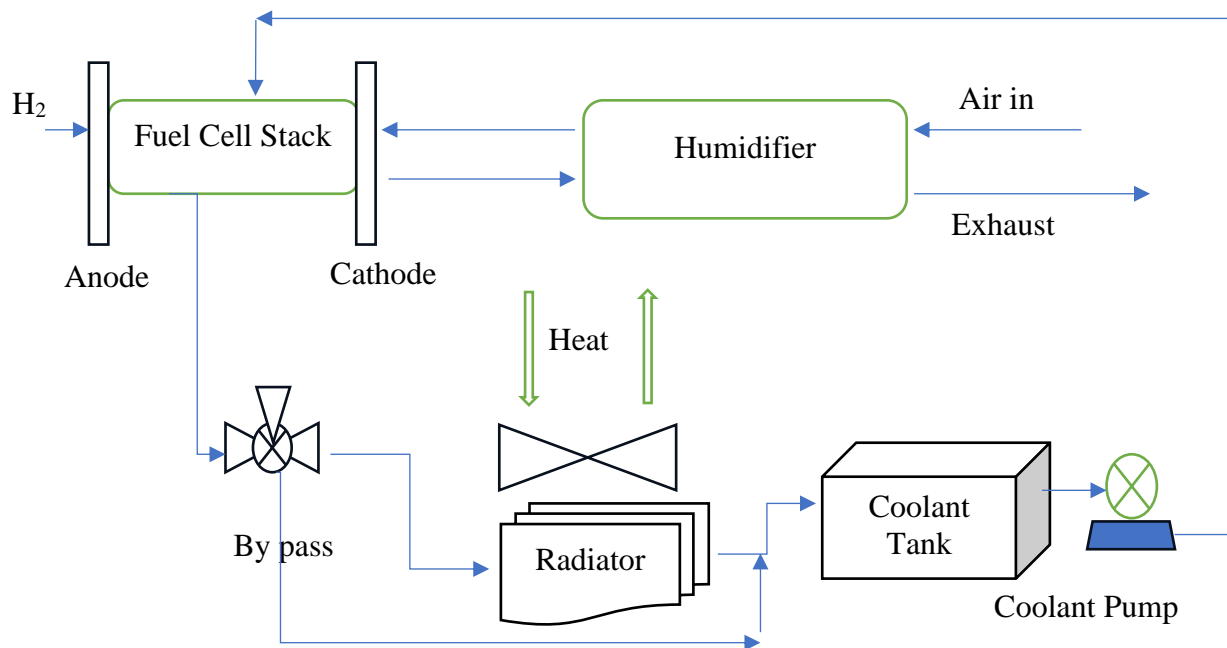 H₂
Fuel Cell Stack
Humidifier
Air in
Exhaust
Anode
Cathode
Heat
By pass
Radiator
Coolant
Tank
Coolant Pump